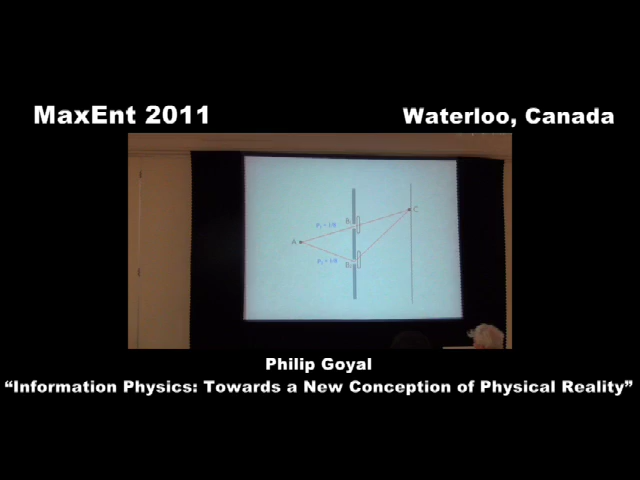 MaxEnt 2011
Waterloo, Canada
C
A
Philip Goyal
“Information Physics: Towards a New Conception of Physical Reality”